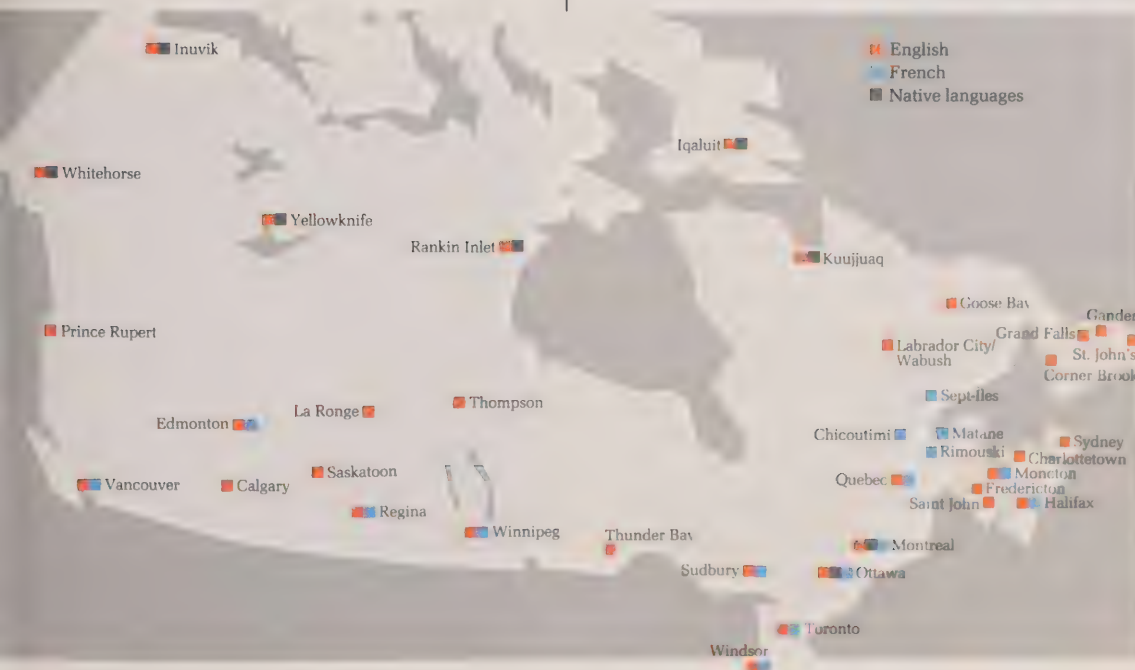 Inuvik
English
French
Native languages
Iqaluit
Whitehorse
Yellowknife
Rankin Inlet
Kuujjuaq
Goose Bay
Gander
Prince Rupert
Grand Falls
Labrador City/
Wabush
St. John's
Corner Brook
Sept-Iles
Thompson
La Ronge
Edmonton
Chicoutimi
Matane
Sydney
Rimouski
Charlottetown
Saskatoon
Moncton
Quebec
Vancouver
Calgary
Fredericton
Saint John
Halifax
Regina
Winnipeg
Thunder Bay
Montreal
Sudbury
Ottawa
Toronto
Windsor